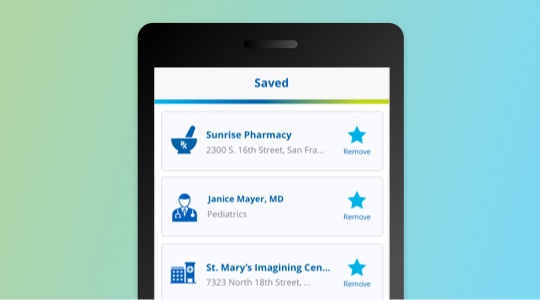 Saved
Sunrise Pharmacy
2300 S. 16th Street, San Fra...
Remove
Janice Mayer, MD
Pediatrics
Remove
St. Mary's Imagining Cen...
7323 North 18th Street, ...
Remove